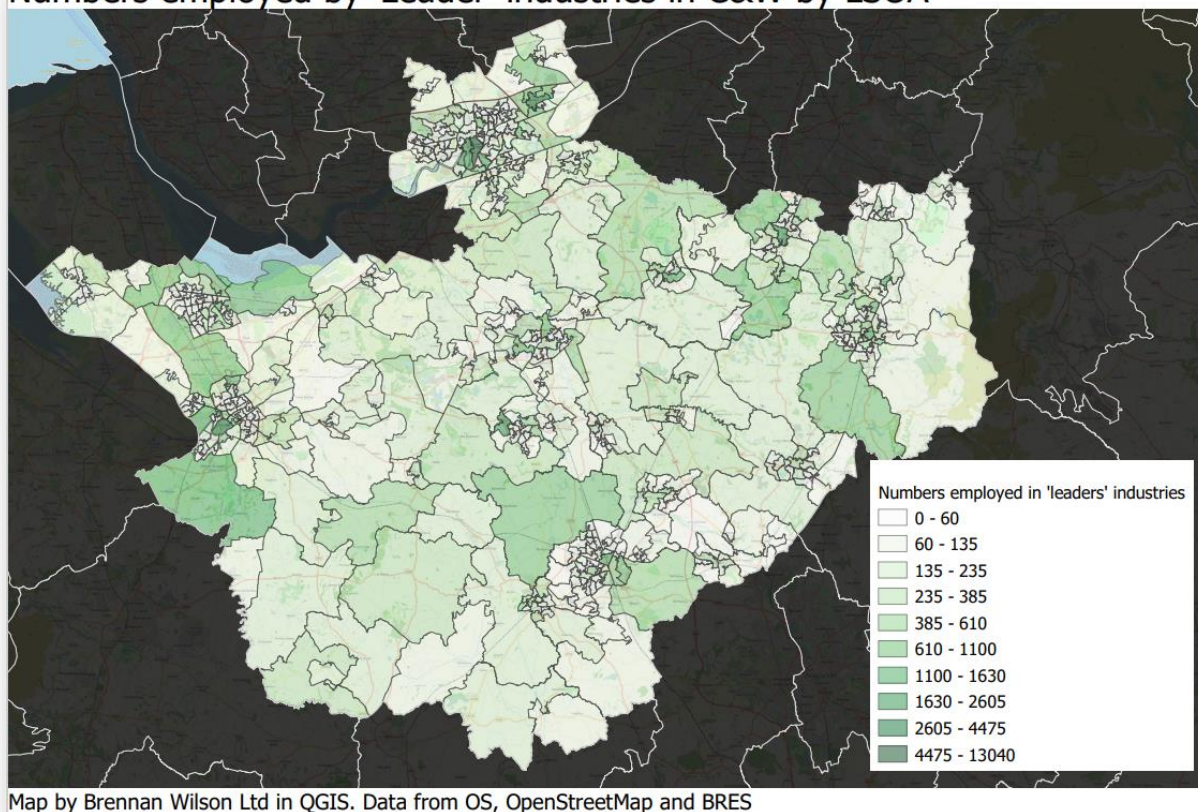 Numbers employed by 'Leader' industries in C&W by LSOA
Numbers employed in 'leaders' industries
0 - 60
60 - 135
135 - 235
235 - 385
385 - 610
610 - 1100
1100 - 1630
1630 - 2605
2605 - 4475
4475 - 13040
Map by Brennan Wilson Ltd in QGIS. Data from OS, OpenStreetMap and BRES